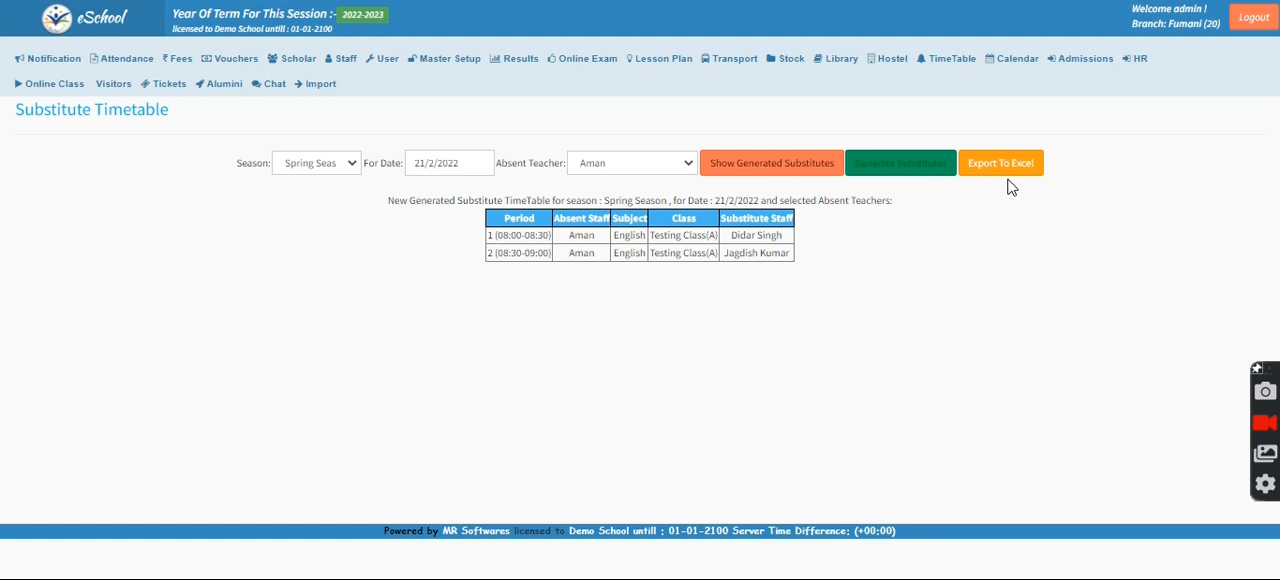 eSchool
Year Of Term For This Session :- 2022-2023
licensed to Demo School untill : 01-01-2100
Welcome admin !
Branch: Fumani (20)
Logout
Notification Attendance ₹ Fees Vouchers Scholar Staff User Master Setup Results Online Exam Lesson Plan Transport Stock Library Hostel TimeTable Calendar Admissions HR
Online Class Visitors Tickets Alumini Chat Import
Substitute Timetable
Season: Spring Seas For Date: 21/2/2022 Absent Teacher: Aman Show Generated Substitutes Generate Substitutes Export To Excel
New Generated Substitute TimeTable for season : Spring Season , for Date : 21/2/2022 and selected Absent Teachers:
Period Absent Staff Subject Class Substitute Staff
1 (08:00-08:30) Aman English Testing Class(A) Didar Singh
2 (08:30-09:00) Aman English Testing Class(A) Jagdish Kumar
Powered by MR Softwares licensed to Demo School untill : 01-01-2100 Server Time Difference: (+00:00)